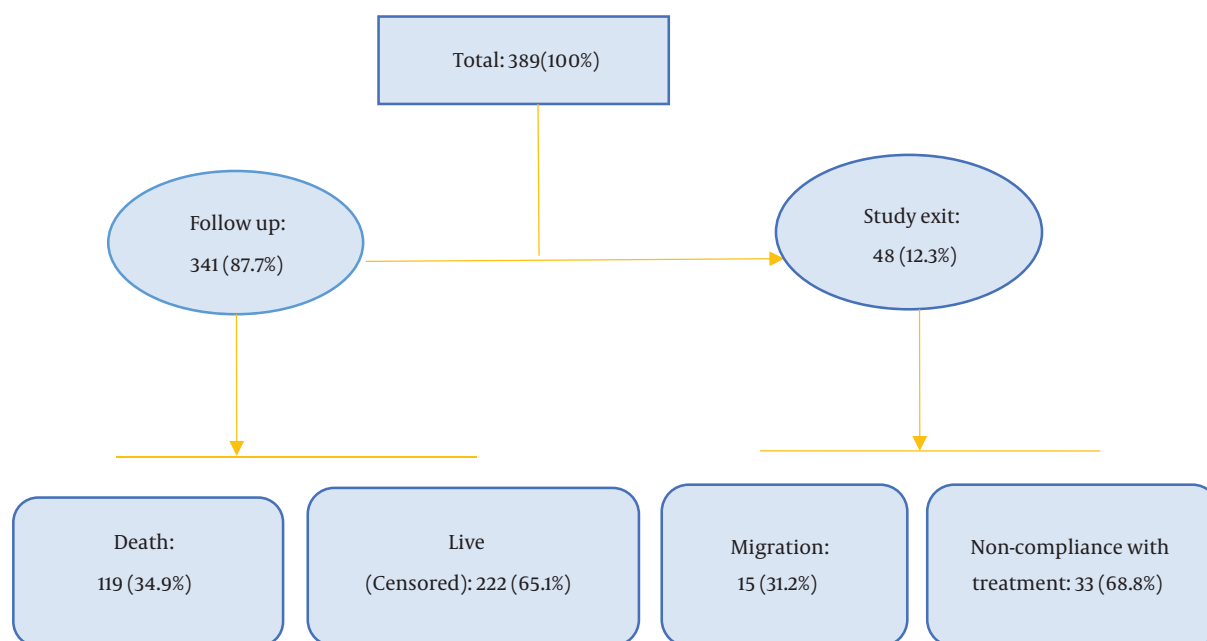 Total: 389(100%)
Follow up:
341 (87.7%)
Study exit:
48 (12.3%)
Death:
119 (34.9%)
Live
(Censored): 222 (65.1%)
Migration:
15 (31.2%)
Non-compliance with
treatment: 33 (68.8%)